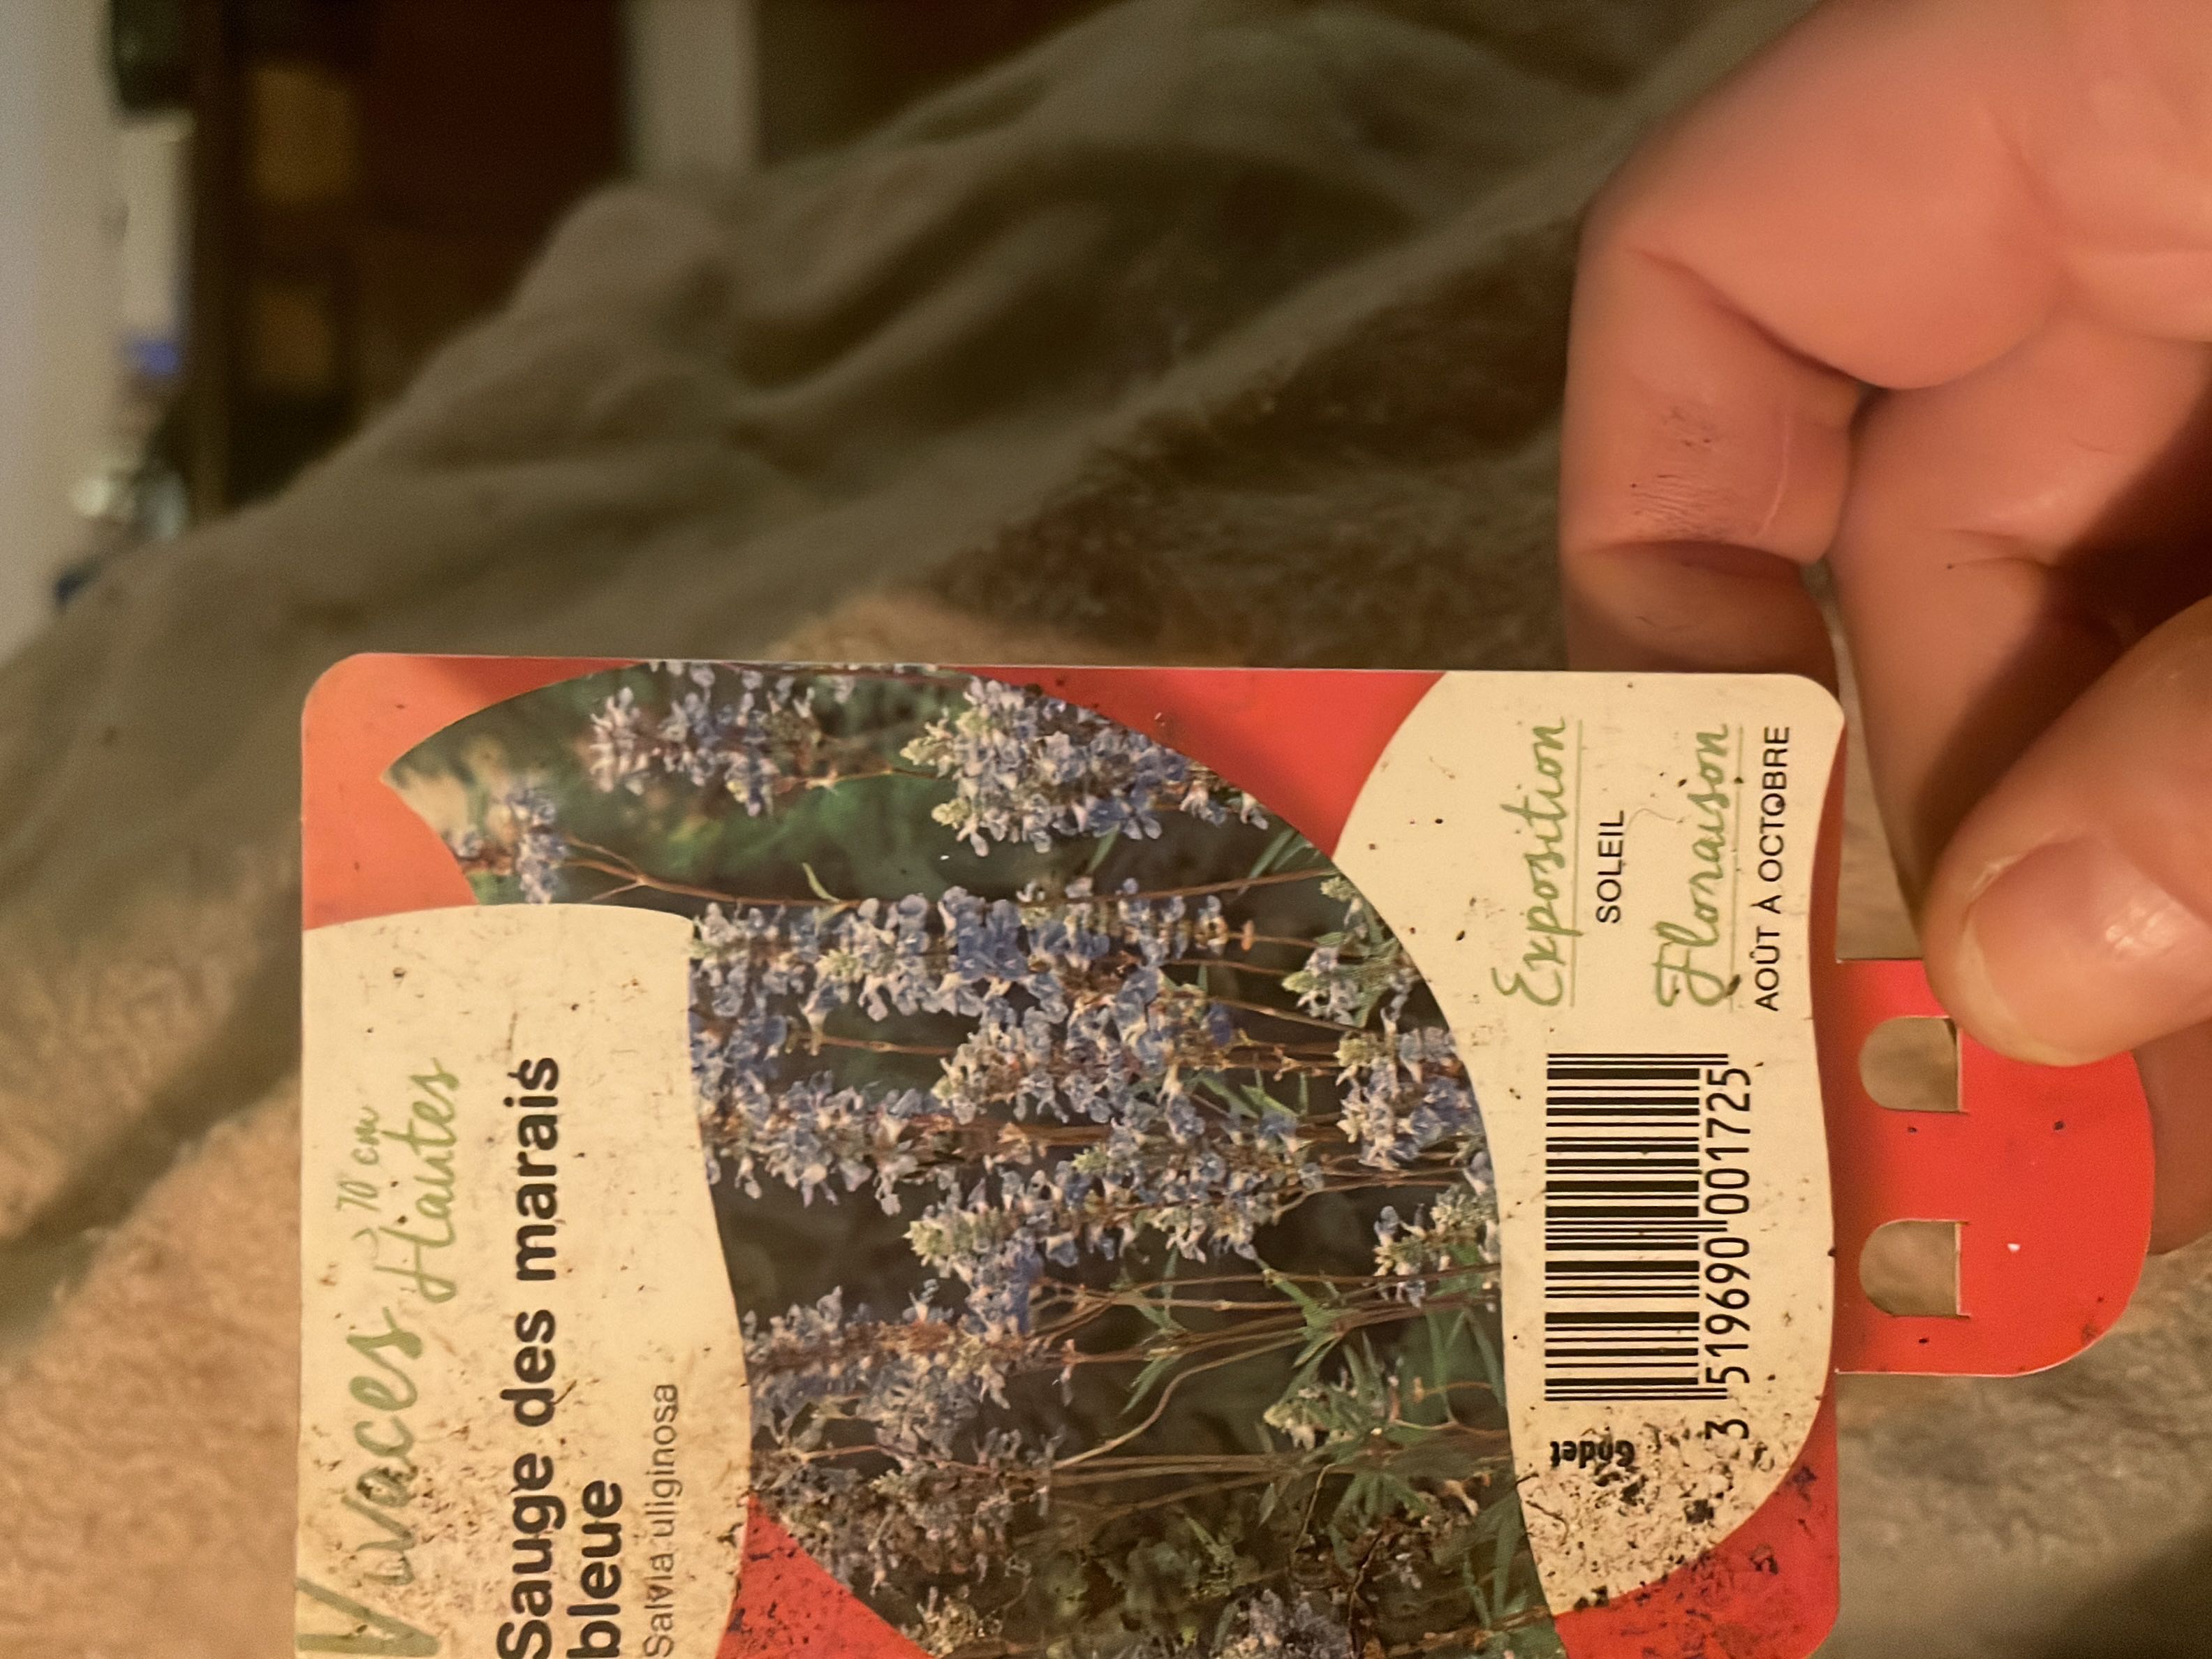 Vivaces
> 70 cm
Hautes
Sauge des marais
bleue
Salvia uliginosa
Exposition
SOLEIL
Floraison
AOÛT À OCTOBRE
3 519690 001725
Godet